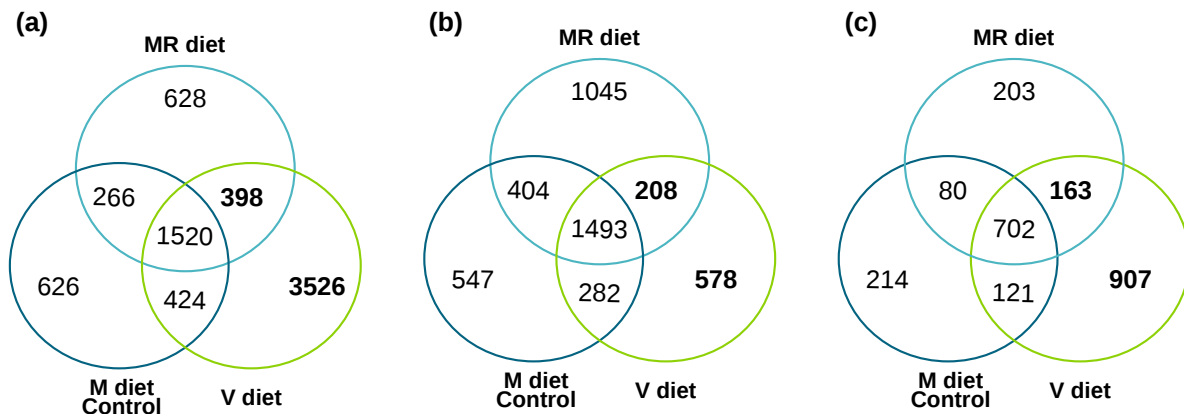 (a)
MR diet
628
266
398
1520
626
424
3526
M diet
Control
V diet
(b)
MR diet
1045
404
208
1493
547
282
578
M diet
Control
V diet
(c)
MR diet
203
80
163
702
214
121
907
M diet
Control
V diet